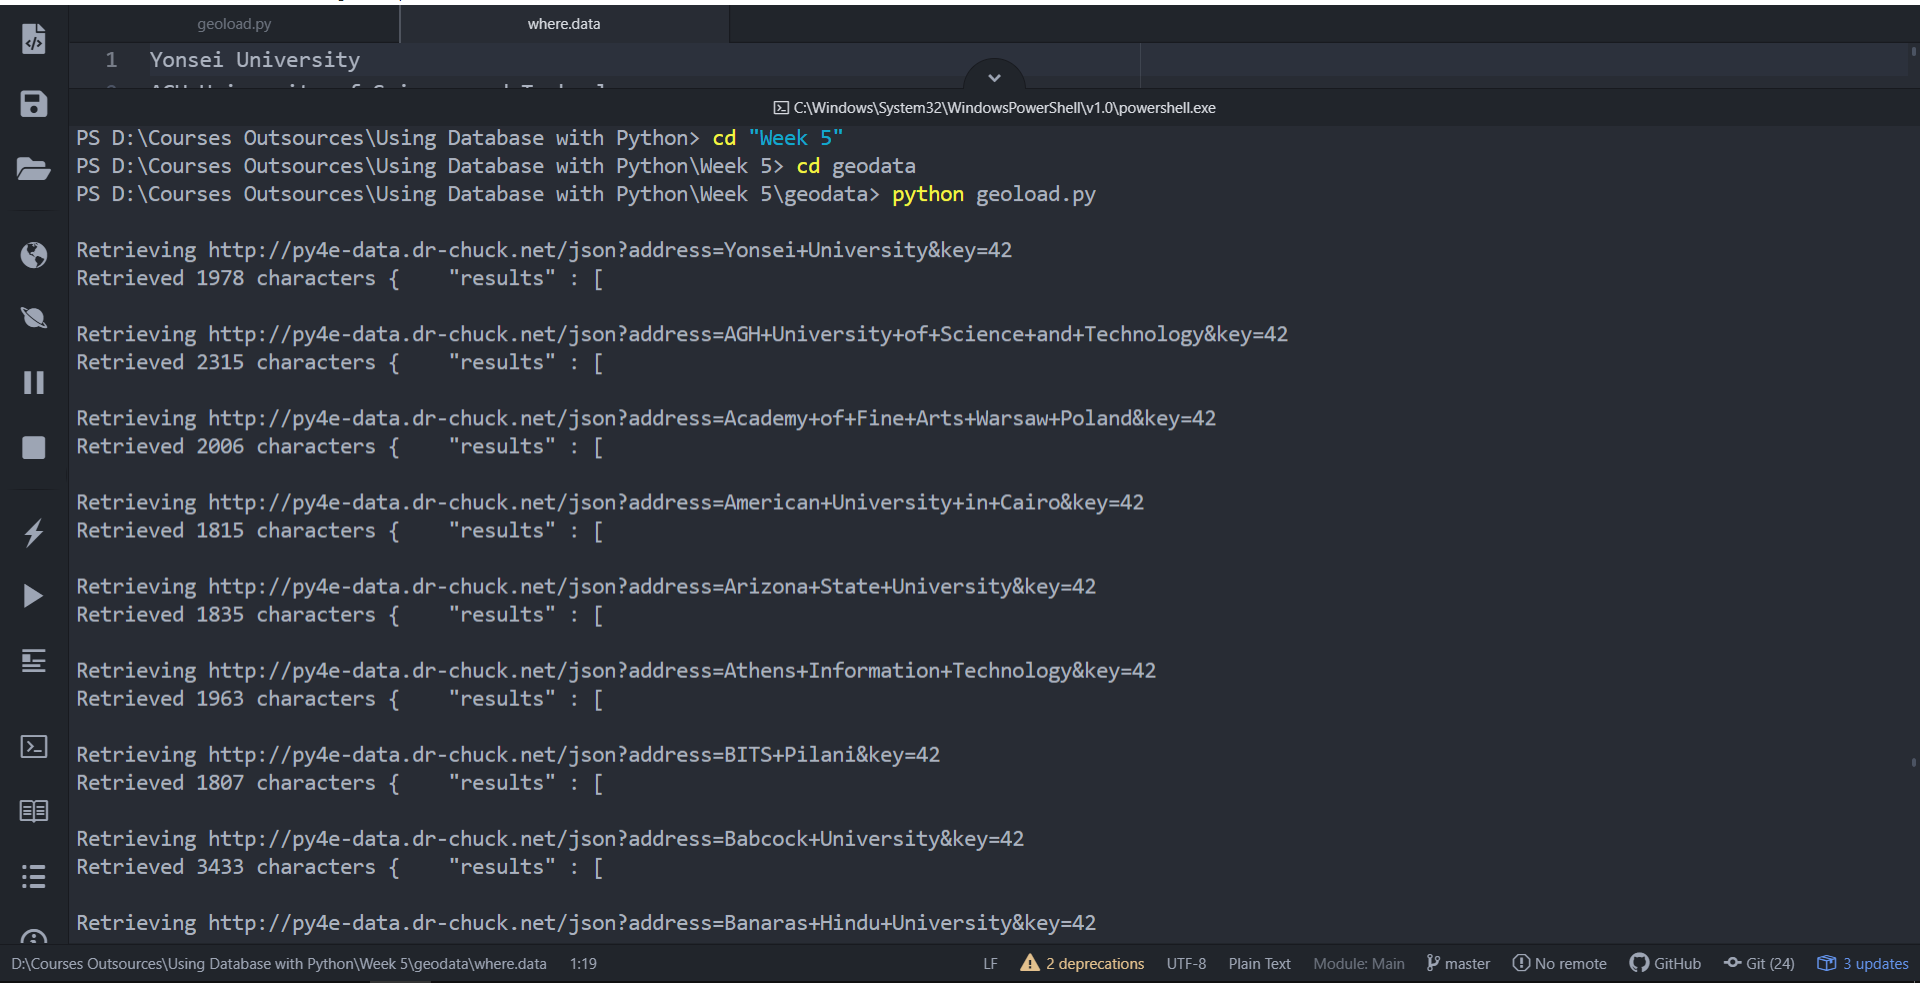 geoload.py
where.data
1 Yonsei University
C:\Windows\System32\WindowsPowerShell\v1.0\powershell.exe
PS D:\Courses Outsources\Using Database with Python> cd "Week 5"
PS D:\Courses Outsources\Using Database with Python\Week 5> cd geodata
PS D:\Courses Outsources\Using Database with Python\Week 5\geodata> python geoload.py
Retrieving http://py4e-data.dr-chuck.net/json?address=Yonsei+University&key=42
Retrieved 1978 characters {    "results" : [
Retrieving http://py4e-data.dr-chuck.net/json?address=AGH+University+of+Science+and+Technology&key=42
Retrieved 2315 characters {    "results" : [
Retrieving http://py4e-data.dr-chuck.net/json?address=Academy+of+Fine+Arts+Warsaw+Poland&key=42
Retrieved 2006 characters {    "results" : [
Retrieving http://py4e-data.dr-chuck.net/json?address=American+University+in+Cairo&key=42
Retrieved 1815 characters {    "results" : [
Retrieving http://py4e-data.dr-chuck.net/json?address=Arizona+State+University&key=42
Retrieved 1835 characters {    "results" : [
Retrieving http://py4e-data.dr-chuck.net/json?address=Athens+Information+Technology&key=42
Retrieved 1963 characters {    "results" : [
Retrieving http://py4e-data.dr-chuck.net/json?address=BITS+Pilani&key=42
Retrieved 1807 characters {    "results" : [
Retrieving http://py4e-data.dr-chuck.net/json?address=Babcock+University&key=42
Retrieved 3433 characters {    "results" : [
Retrieving http://py4e-data.dr-chuck.net/json?address=Banaras+Hindu+University&key=42
D:\Courses Outsources\Using Database with Python\Week 5\geodata\where.data 1:19 LF 2 deprecations UTF-8 Plain Text Module: Main master No remote GitHub Git (24) 3 updates